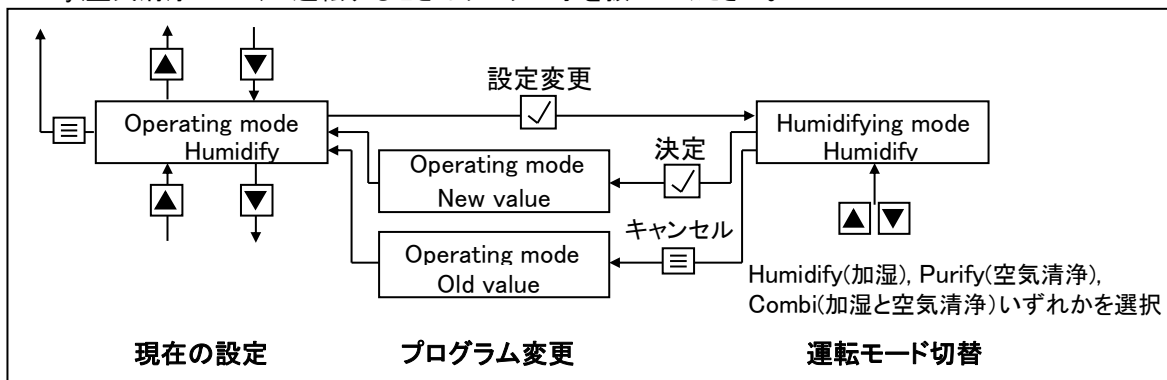 設定変更
Operating mode
Humidify
Humidifying mode
Humidify
決定
Operating mode
New value
キャンセル
Operating mode
Old value
Humidify(加湿), Purify(空気清浄),
Combi(加湿と空気清浄)いずれかを選択
現在の設定
プログラム変更
運転モード切替